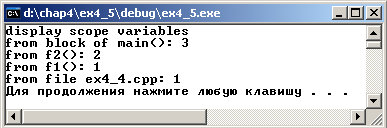 d:\chap4\ex4_5\debug\ex4_5.exe
display scope variables
from block of main(): 3
from f2(): 2
from f1(): 1
from file ex4_4.cpp: 1
Для продолжения нажмите любую клавишу . . .